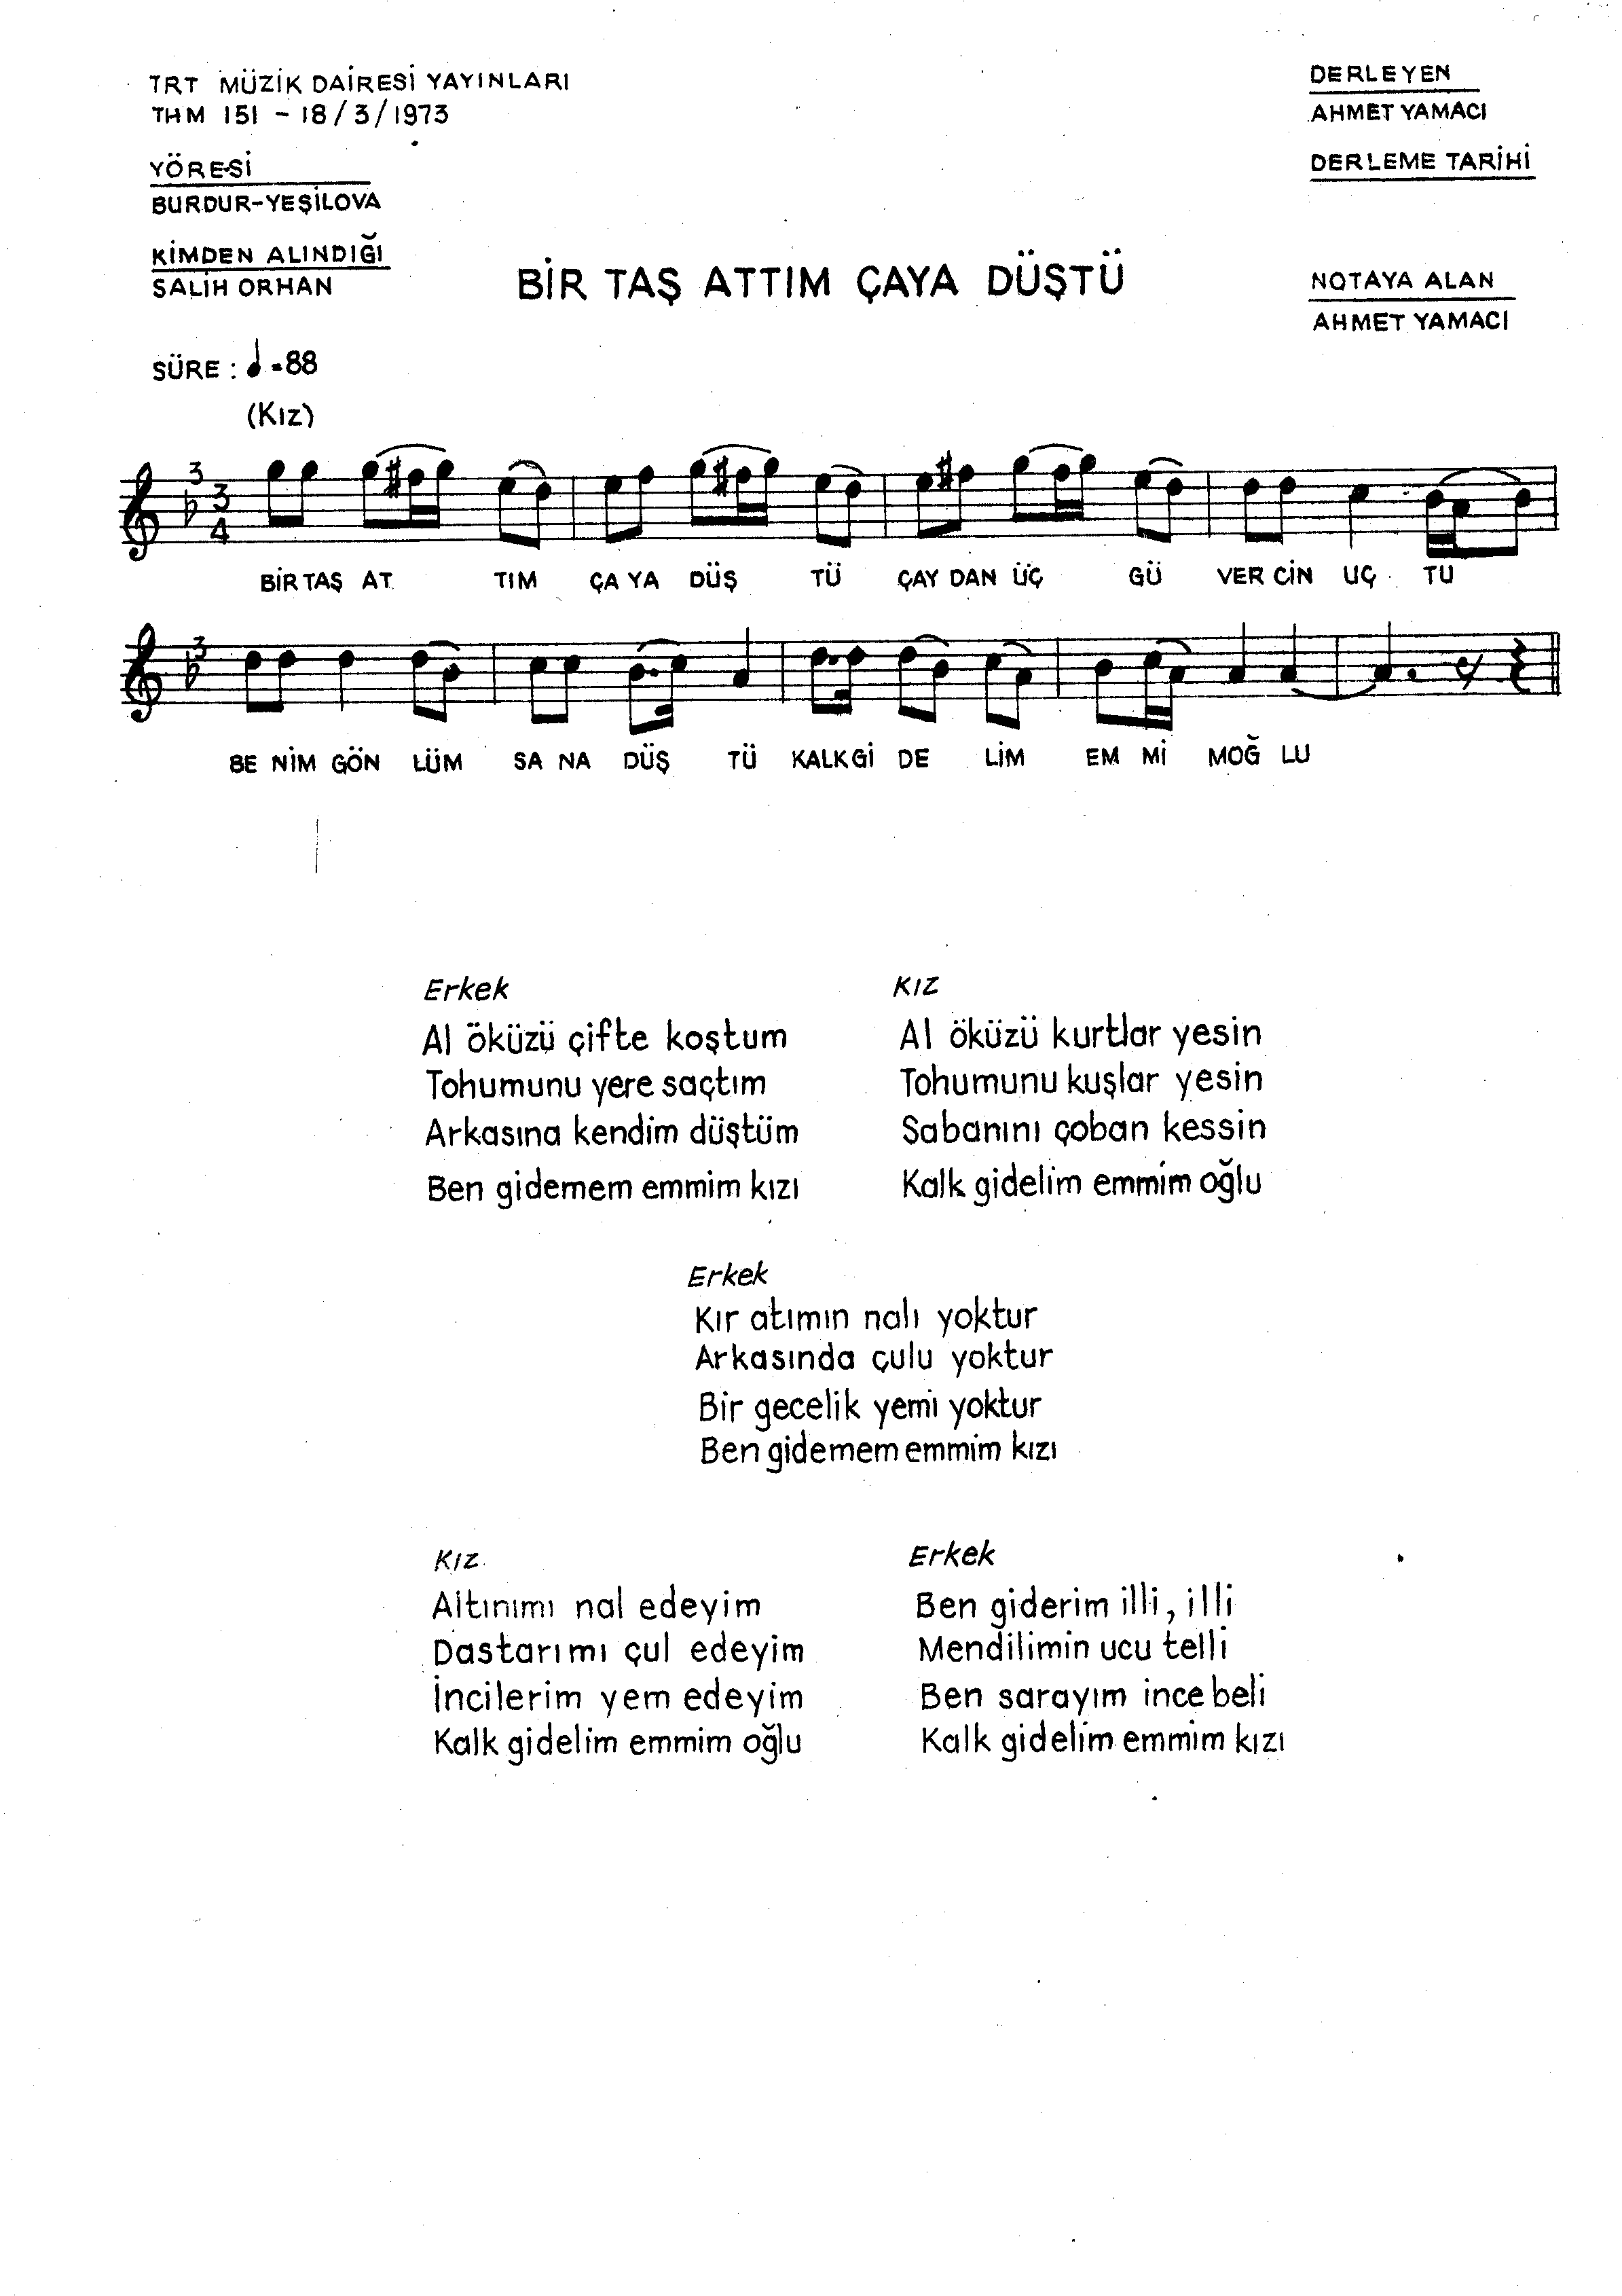 TRT MÜZİK DAİRESİ YAYINLARI
THM 151 - 18/3/1973
YÖRESİ
BURDUR-YEŞİLOVA
KİMDEN ALINDIĞI
SALİH ORHAN
DERLEYEN
AHMET YAMACI
DERLEME TARİHİ
NOTAYA ALAN
AHMET YAMACI
BİR TAŞ ATTIM ÇAYA DÜŞTÜ
SÜRE : ♩=88
(Kız)
3 3 4
BİR TAŞ AT TIM ÇA YA DÜŞ TÜ ÇAY DAN ÜÇ GÜ VER CİN UÇ TU
3
BE NİM GÖN LÜM SA NA DÜŞ TÜ KALK Gİ DE LİM EM Mİ MOĞ LU
Erkek
Al öküzü çifte koştum
Tohumunu yere saçtım
Arkasına kendim düştüm
Ben gidemem emmim kızı
Kız
Al öküzü kurtlar yesin
Tohumunu kuşlar yesin
Sabanını çoban kessin
Kalk gidelim emmim oğlu
Erkek
Kır atımın nalı yoktur
Arkasında çulu yoktur
Bir gecelik yemi yoktur
Ben gidemem emmim kızı
Kız
Altınımı nal edeyim
Dastarımı çul edeyim
İncilerim yem edeyim
Kalk gidelim emmim oğlu
Erkek
Ben giderim illi, illi
Mendilimin ucu telli
Ben sarayım ince beli
Kalk gidelim emmim kızı